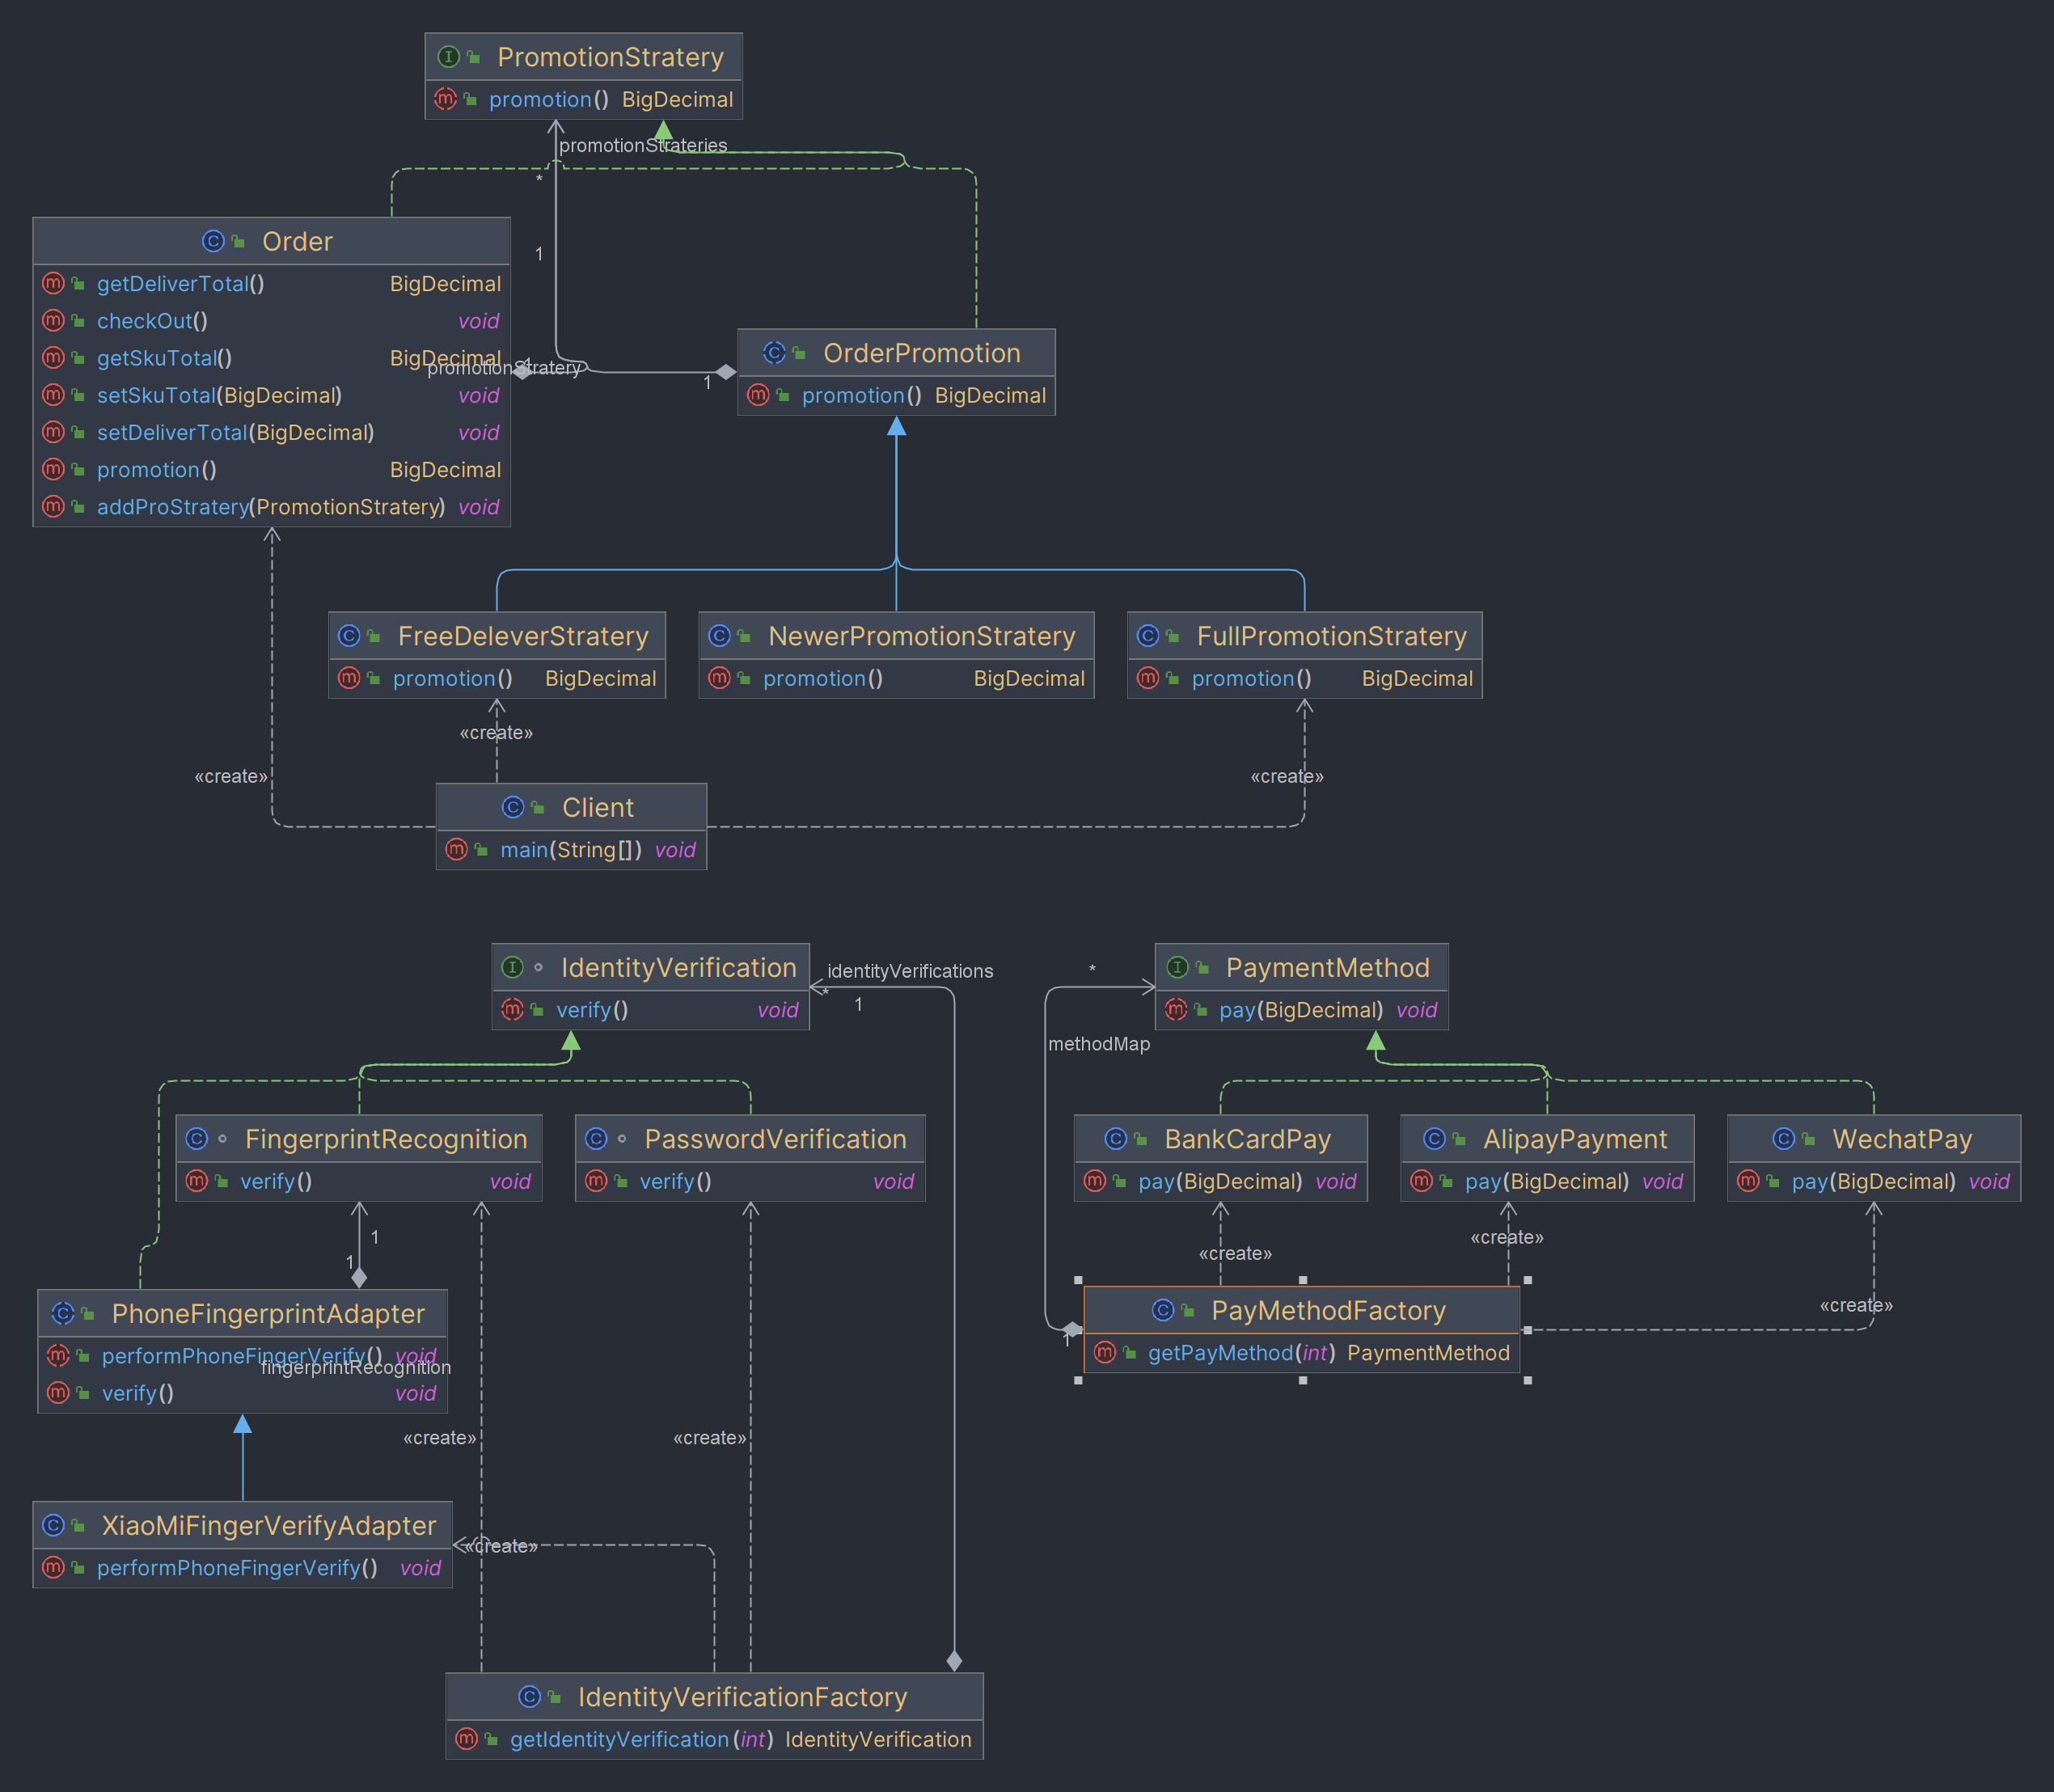 PromotionStratery
promotion() BigDecimal
promotionStrateries
*
1
Order
getDeliverTotal() BigDecimal
checkOut() void
getSkuTotal() BigDecimal
setSkuTotal(BigDecimal) void
setDeliverTotal(BigDecimal) void
promotion() BigDecimal
addProStratery(PromotionStratery) void
1
promotionStratery
1
OrderPromotion
promotion() BigDecimal
FreeDeleverStratery
promotion() BigDecimal
NewerPromotionStratery
promotion() BigDecimal
FullPromotionStratery
promotion() BigDecimal
«create»
«create»
«create»
Client
main(String[]) void
IdentityVerification
verify() void
identityVerifications
*
1
PaymentMethod
pay(BigDecimal) void
*
methodMap
FingerprintRecognition
verify() void
PasswordVerification
verify() void
BankCardPay
pay(BigDecimal) void
AlipayPayment
pay(BigDecimal) void
WechatPay
pay(BigDecimal) void
1
1
«create»
«create»
«create»
PhoneFingerprintAdapter
performPhoneFingerVerify() void
fingerprintRecognition
verify() void
PayMethodFactory
getPayMethod(int) PaymentMethod
1
«create»
«create»
XiaoMiFingerVerifyAdapter
performPhoneFingerVerify() void
«create»
IdentityVerificationFactory
getIdentityVerification(int) IdentityVerification